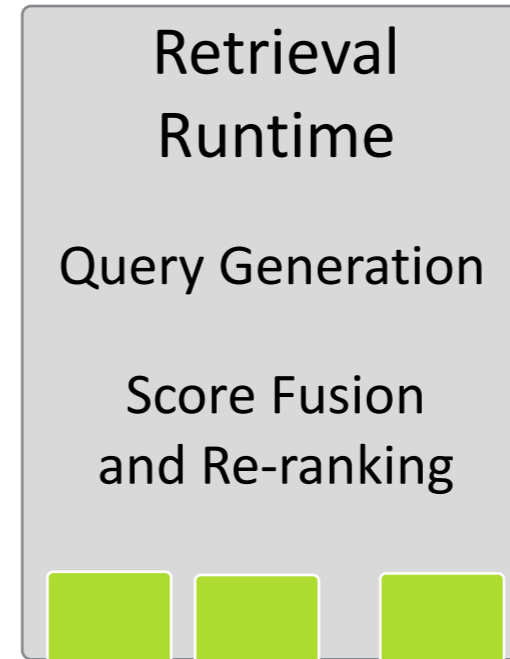 Retrieval
Runtime
Query Generation
Score Fusion
and Re-ranking